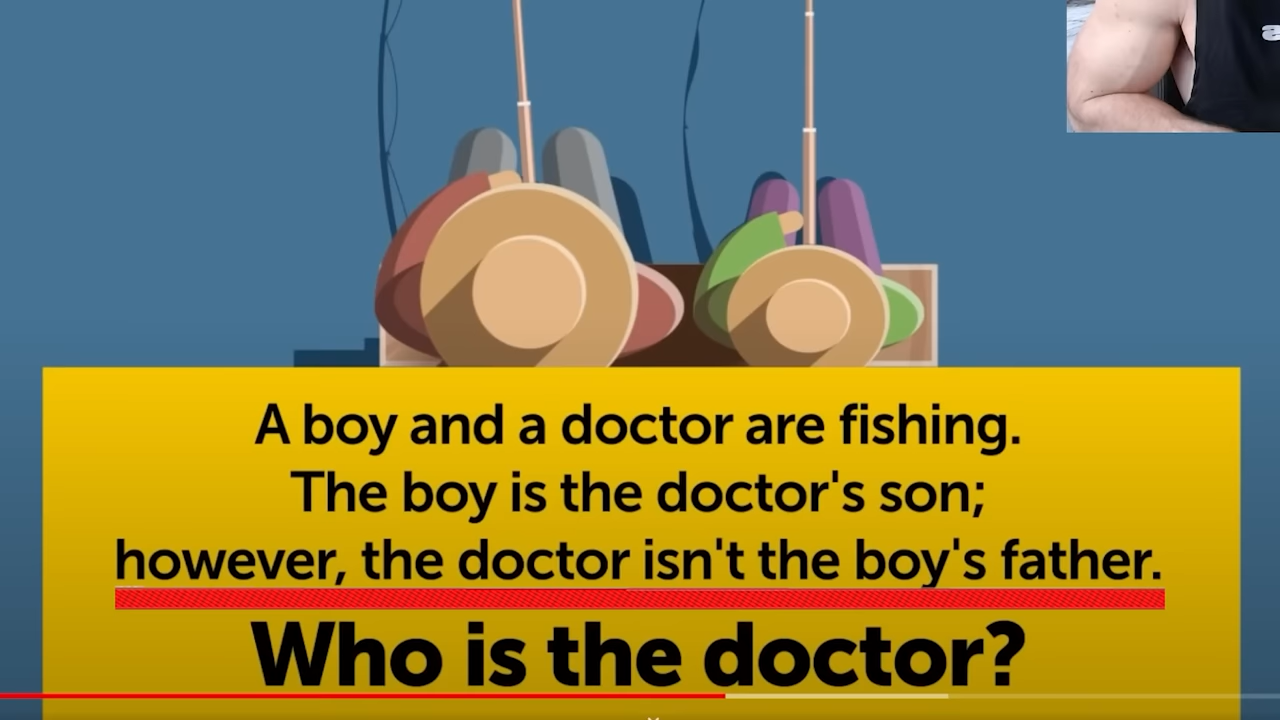 A boy and a doctor are fishing.
The boy is the doctor's son;
however, the doctor isn't the boy's father.
Who is the doctor?